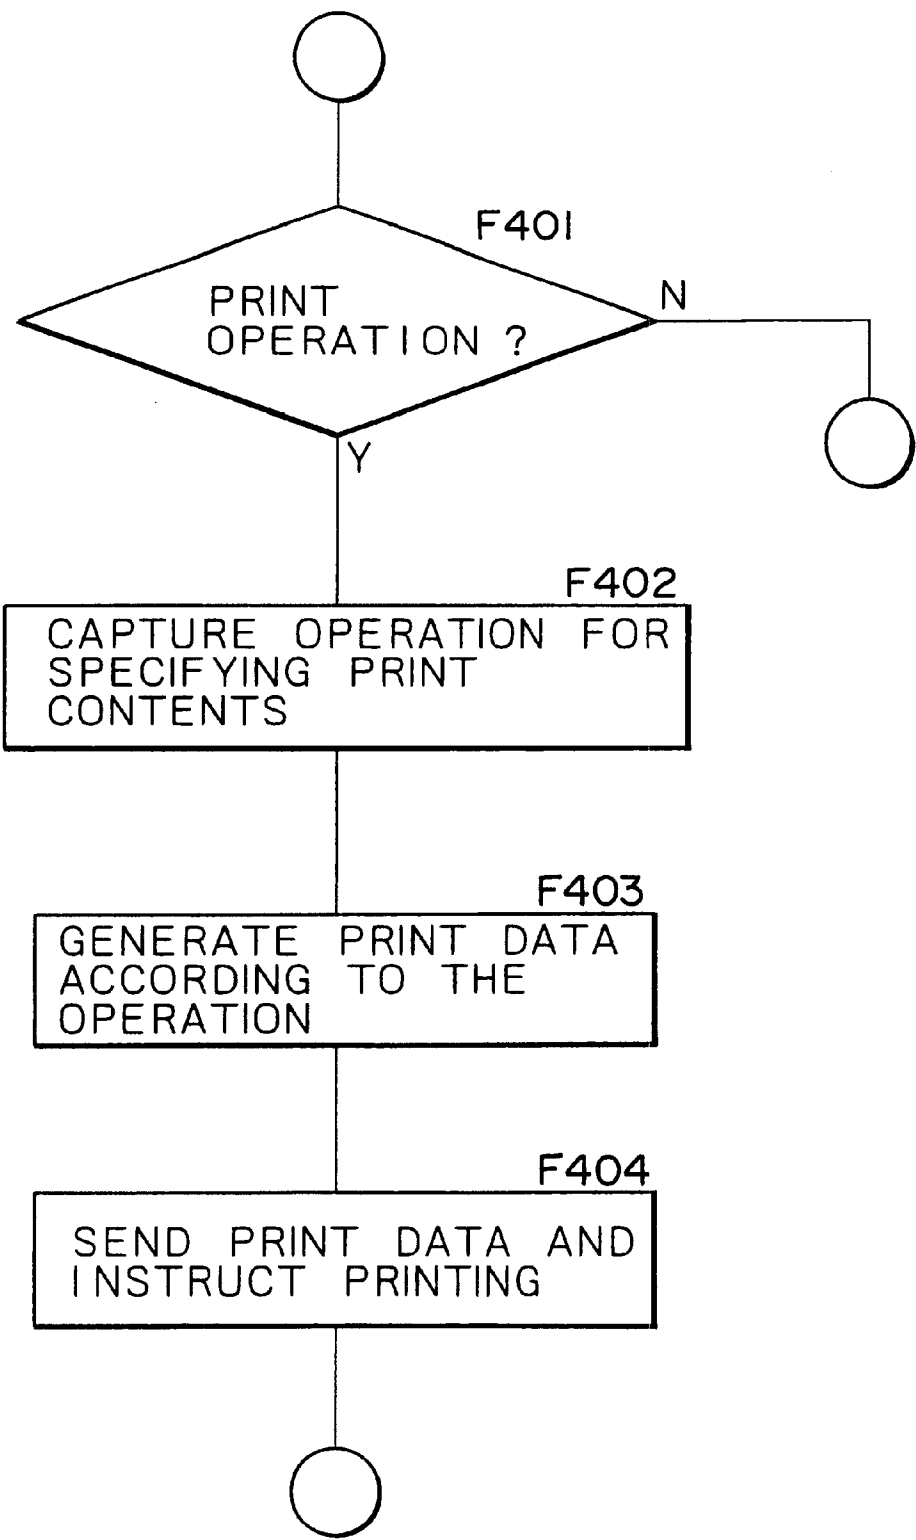 F401
PRINT
OPERATION ?
N
Y
F402
CAPTURE OPERATION FOR
SPECIFYING PRINT
CONTENTS
F403
GENERATE PRINT DATA
ACCORDING TO THE
OPERATION
F404
SEND PRINT DATA AND
INSTRUCT PRINTING